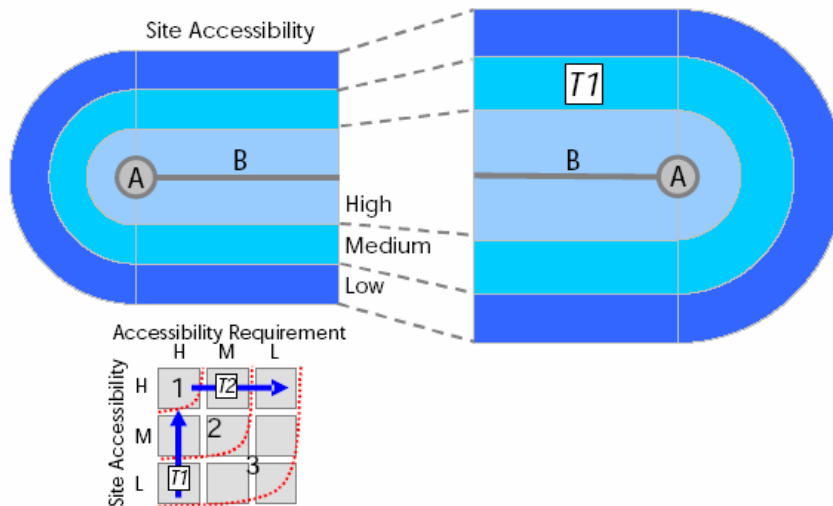 Site Accessibility
T1
B
B
A
A
High
Medium
Low
Accessibility Requirement
H M L
Site Accessibility
H
1
T2
M
2
3
L
T1